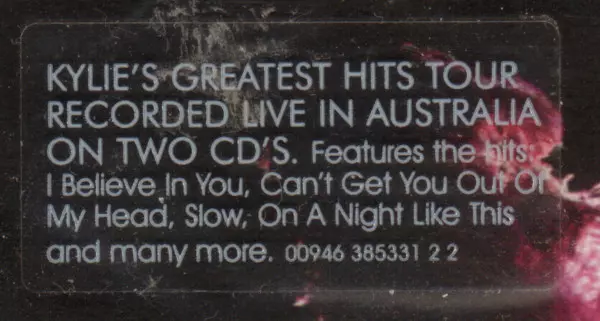 KYLIE'S GREATEST HITS TOUR
RECORDED LIVE IN AUSTRALIA
ON TWO CD'S. Features the hits:
I Believe In You, Can't Get You Out Of
My Head, Slow, On A Night Like This
and many more. 00946 385331 2 2